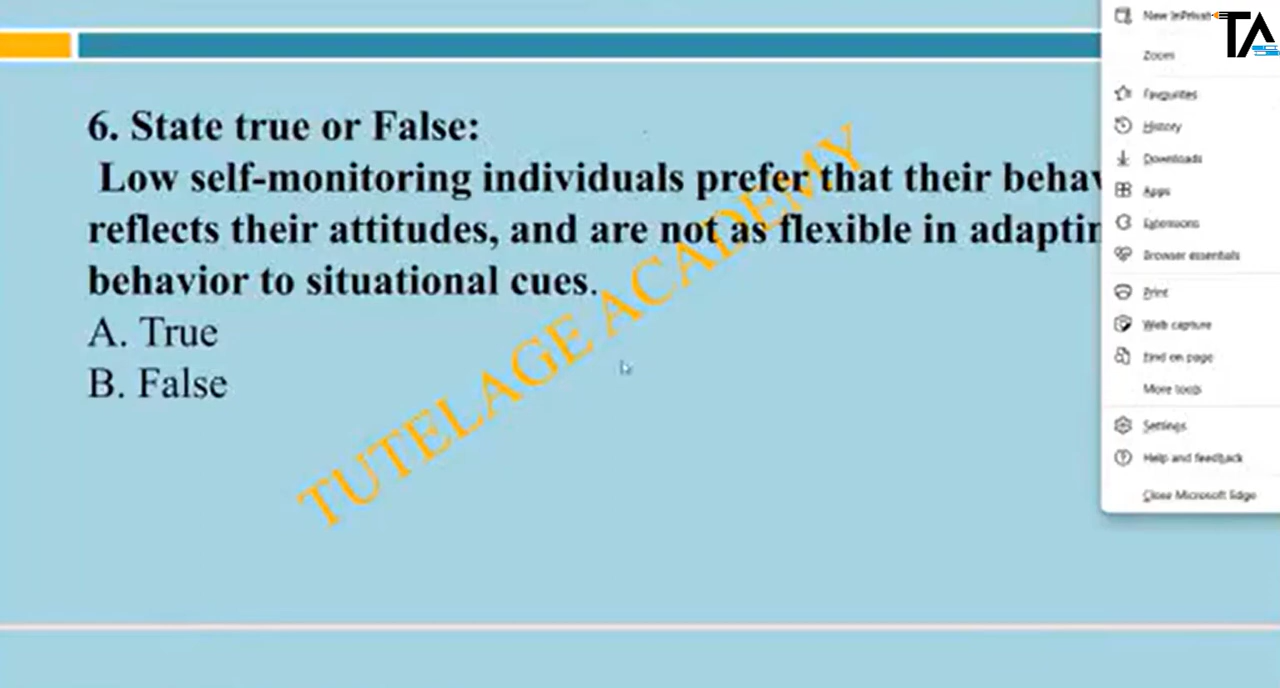 6. State true or False:
Low self-monitoring individuals prefer that their
reflects their attitudes, and are not as flexible in
behavior to situational cues.
A. True
B. False
TUTELAGE ACADEMY
TA
New InPrivate
Zoom
Favourites
History
Downloads
Apps
Extensions
Browser essentials
Print
Web capture
Find on page
More tools
Settings
Help and feedback
Close Microsoft Edge